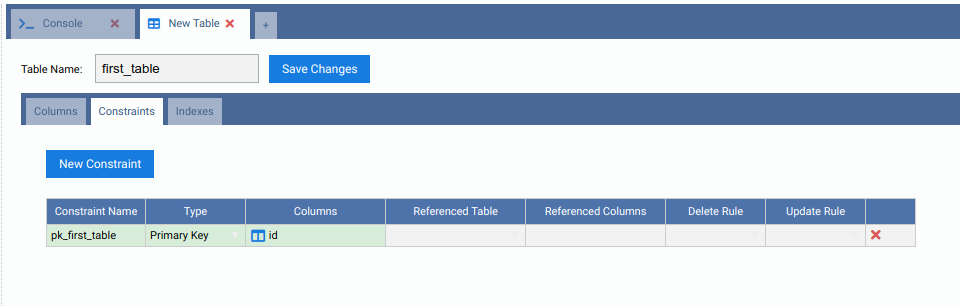 Console
New Table
+
Table Name: first_table Save Changes
Columns Constraints Indexes
New Constraint
Constraint Name Type Columns Referenced Table Referenced Columns Delete Rule Update Rule
pk_first_table Primary Key id